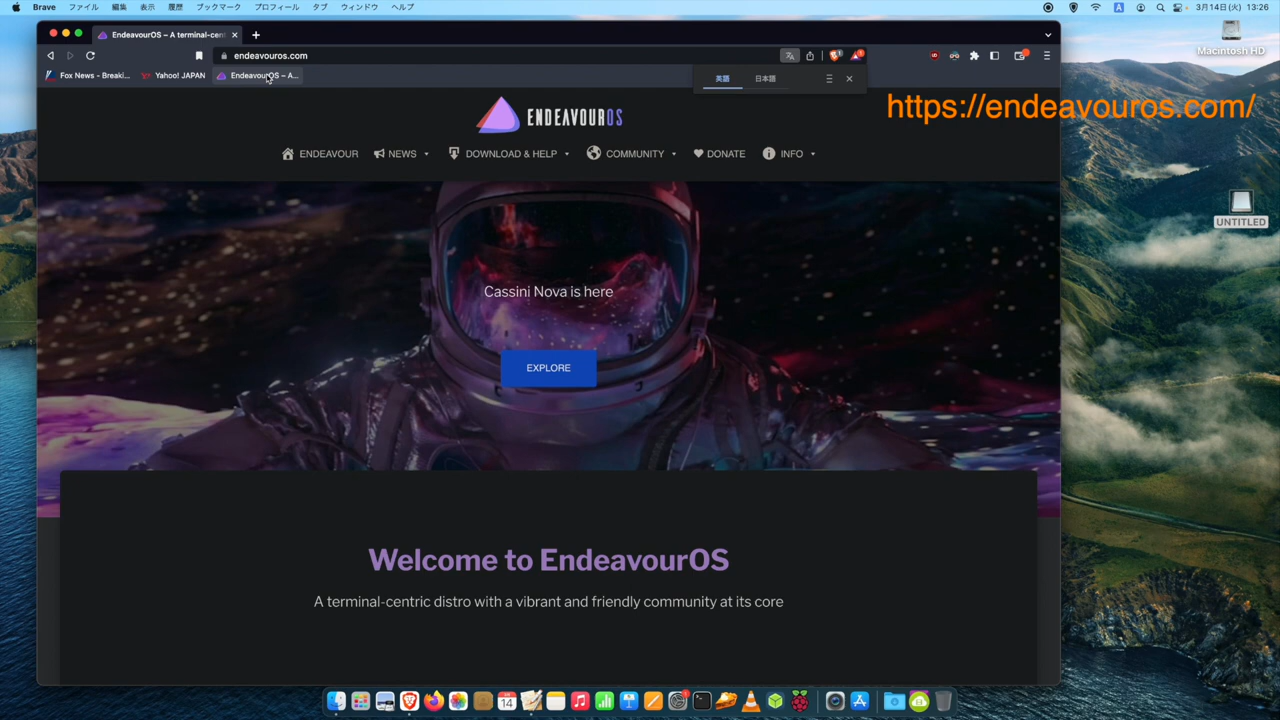 Brave ファイル 編集 表示 履歴 ブックマーク プロフィール タブ ウィンドウ ヘルプ
A 3月14日(火) 13:26
EndeavourOS – A terminal-cent
endeavouros.com
Fox News - Breaki... Yahoo! JAPAN EndeavourOS – A...
英語 日本語
Macintosh HD
https://endeavouros.com/
ENDEAVOUROS
ENDEAVOUR NEWS DOWNLOAD & HELP COMMUNITY DONATE INFO
UNTITLED
Cassini Nova is here
EXPLORE
Welcome to EndeavourOS
A terminal-centric distro with a vibrant and friendly community at its core
14